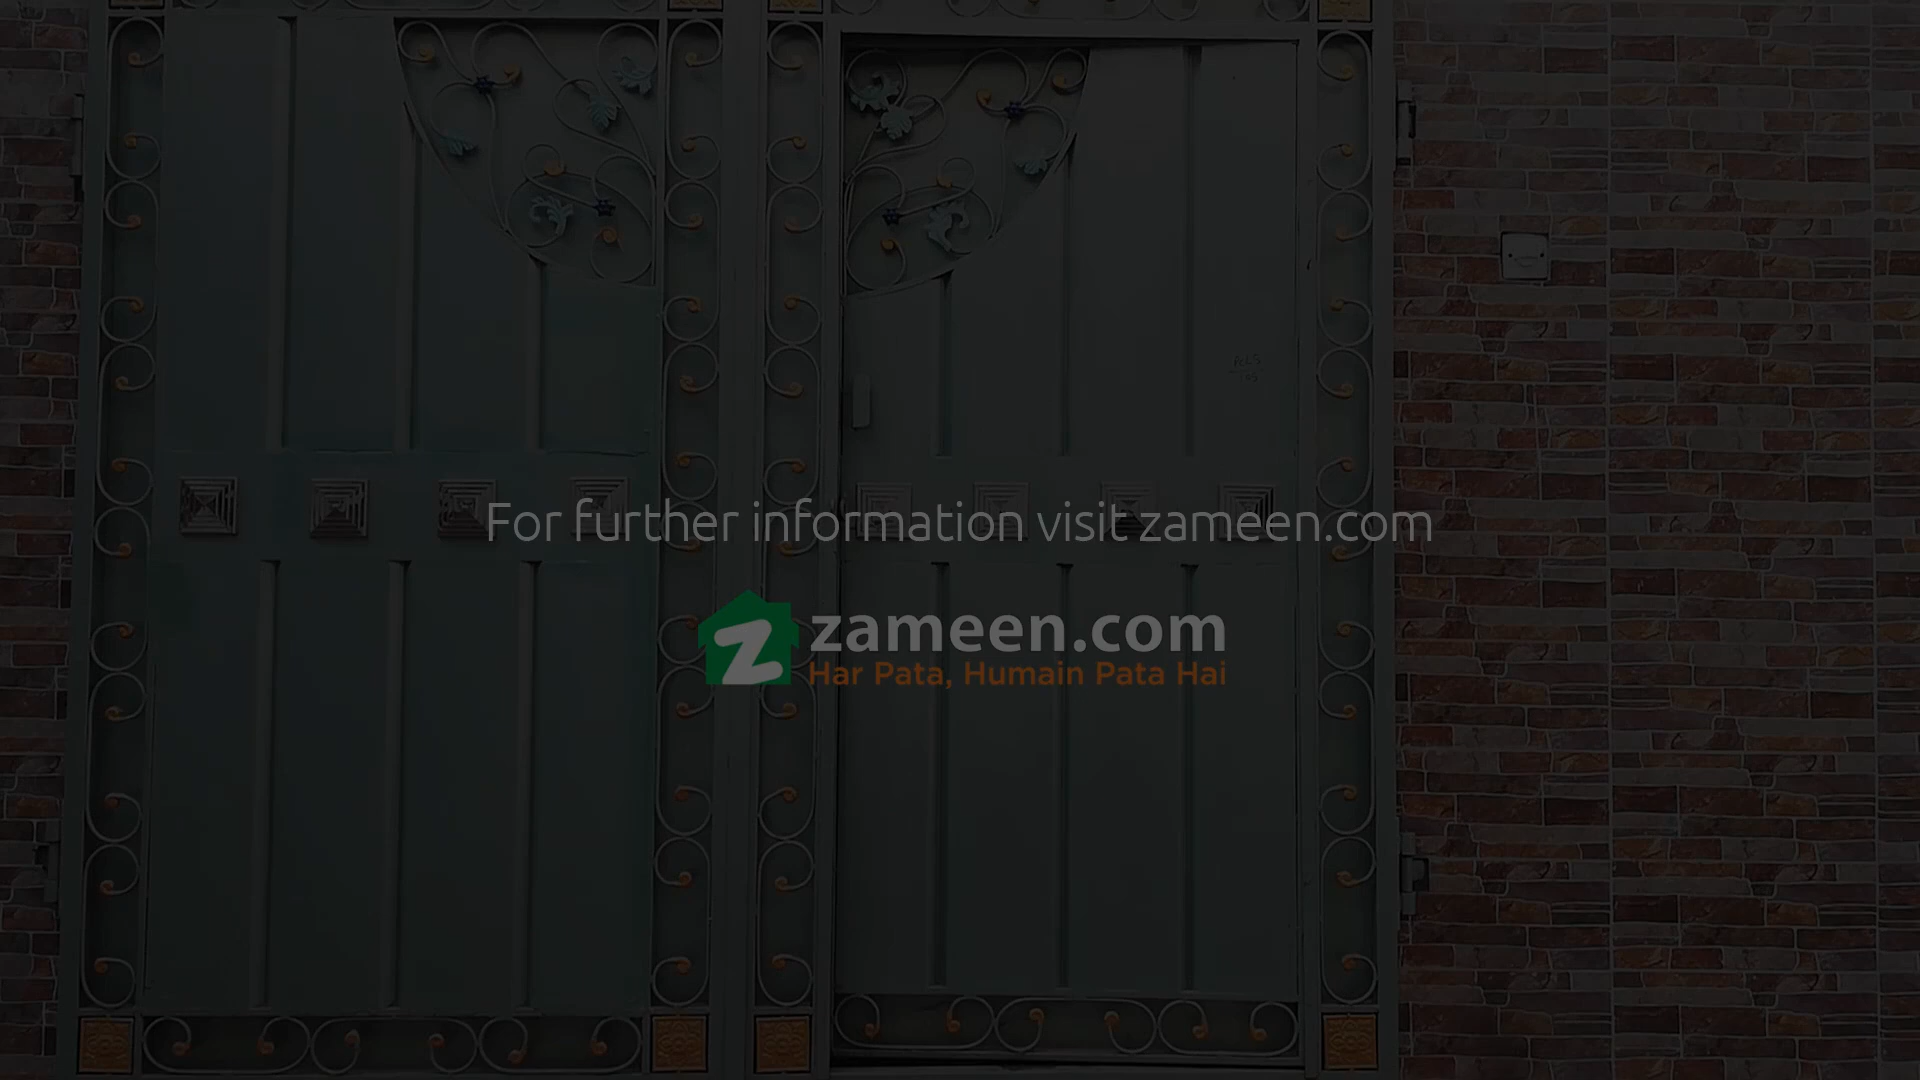 For further information visit zameen.com
zameen.com
Har Pata, Humain Pata Hai